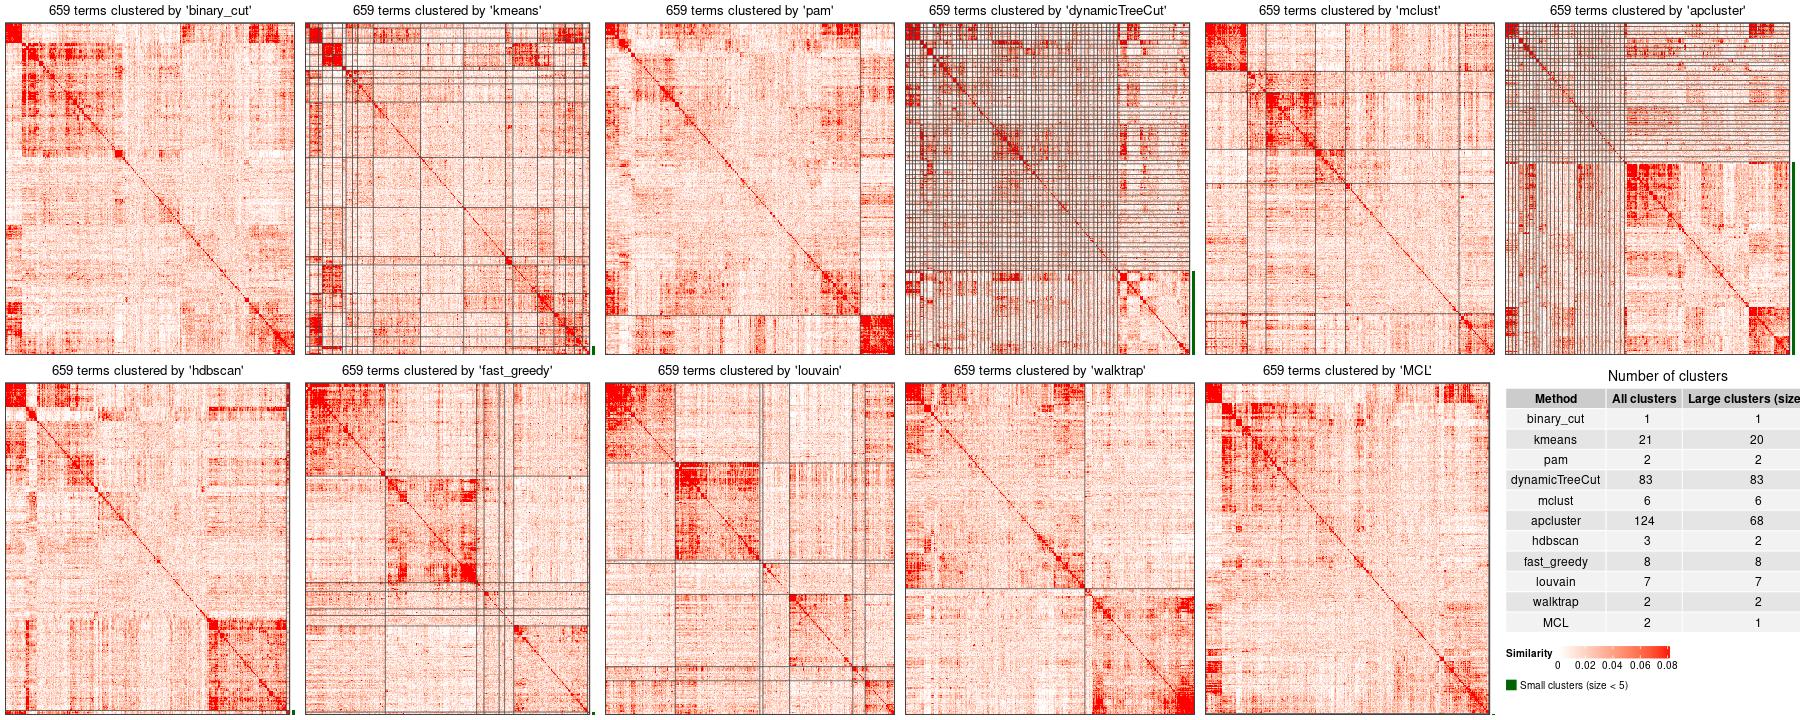 659 terms clustered by 'binary_cut'
659 terms clustered by 'kmeans'
659 terms clustered by 'pam'
659 terms clustered by 'dynamicTreeCut'
659 terms clustered by 'mclust'
659 terms clustered by 'apcluster'
659 terms clustered by 'hdbscan'
659 terms clustered by 'fast_greedy'
659 terms clustered by 'louvain'
659 terms clustered by 'walktrap'
659 terms clustered by 'MCL'
Number of clusters
Method All clusters Large clusters (size
binary_cut 1 1
kmeans 21 20
pam 2 2
dynamicTreeCut 83 83
mclust 6 6
apcluster 124 68
hdbscan 3 2
fast_greedy 8 8
louvain 7 7
walktrap 2 2
MCL 2 1
Similarity
0 0.02 0.04 0.06 0.08
Small clusters (size < 5)